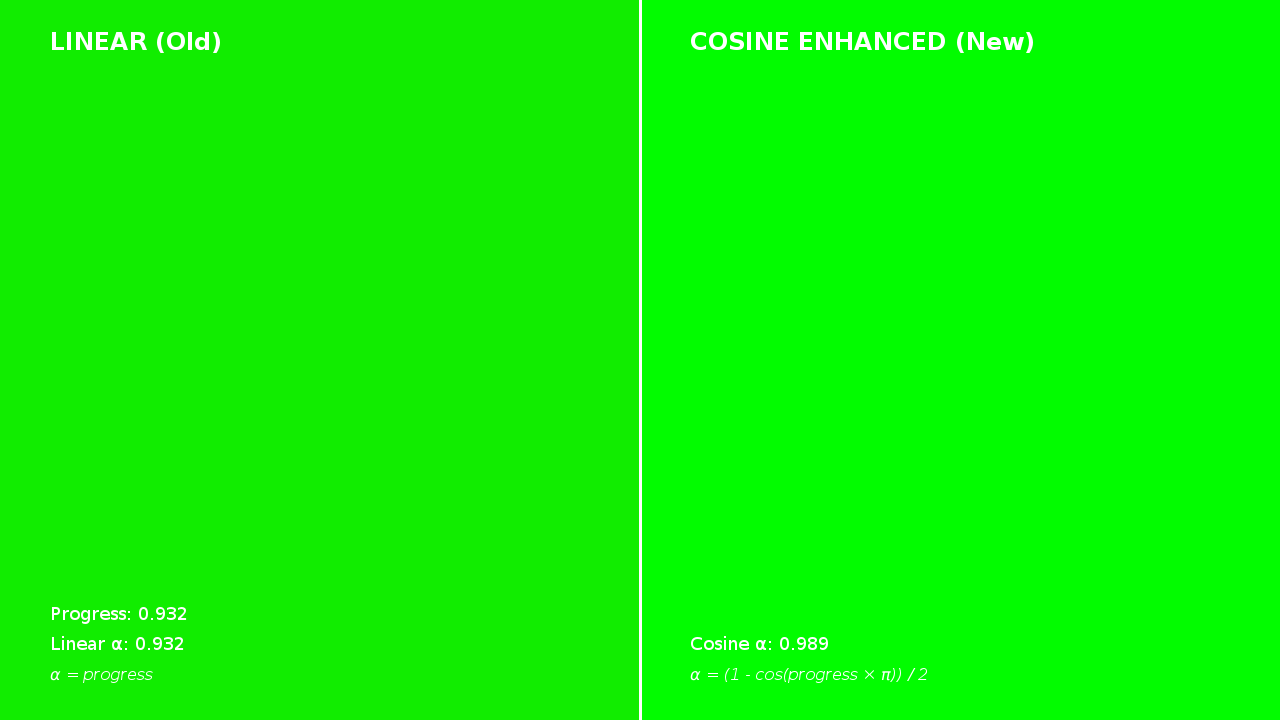 LINEAR (Old)
Progress: 0.932
Linear α: 0.932
α = progress
COSINE ENHANCED (New)
Cosine α: 0.989
α = (1 - cos(progress × π)) / 2